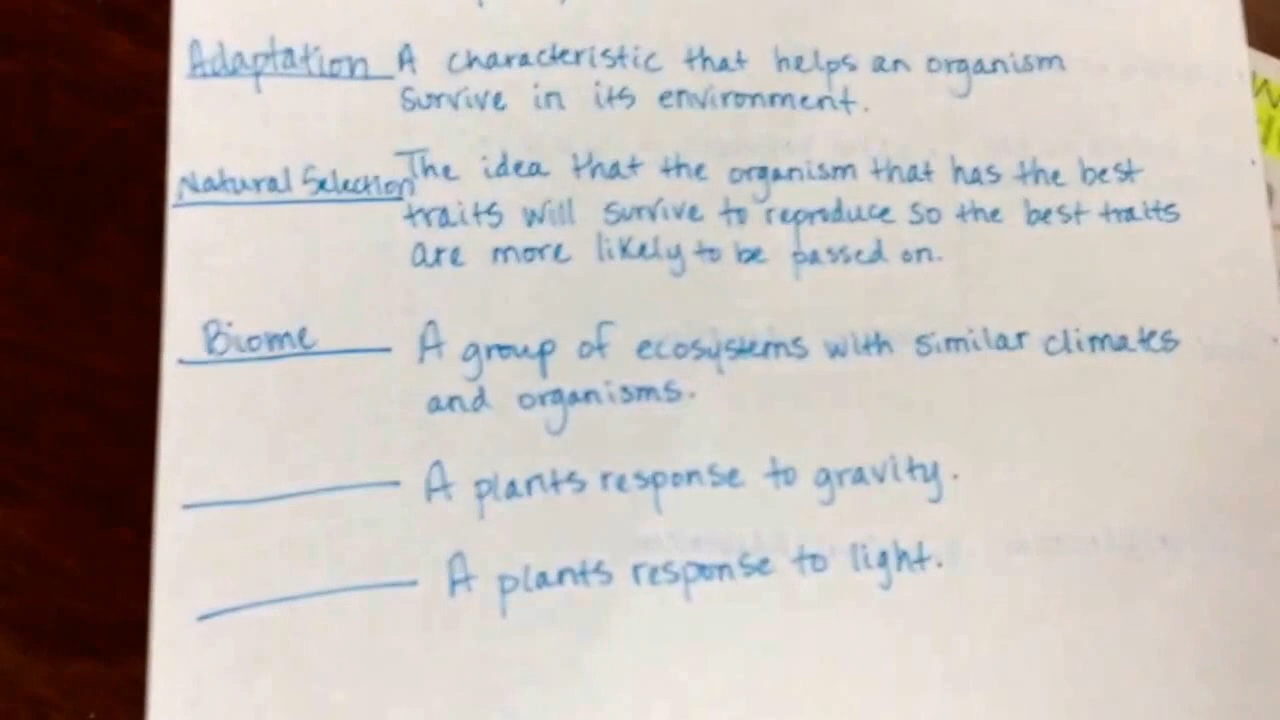 Adaptation A characteristic that helps an organism
survive in its environment.
Natural Selection The idea that the organism that has the best
traits will survive to reproduce so the best traits
are more likely to be passed on.
Biome A group of ecosystems with similar climates
and organisms.
A plants response to gravity.
A plants response to light.